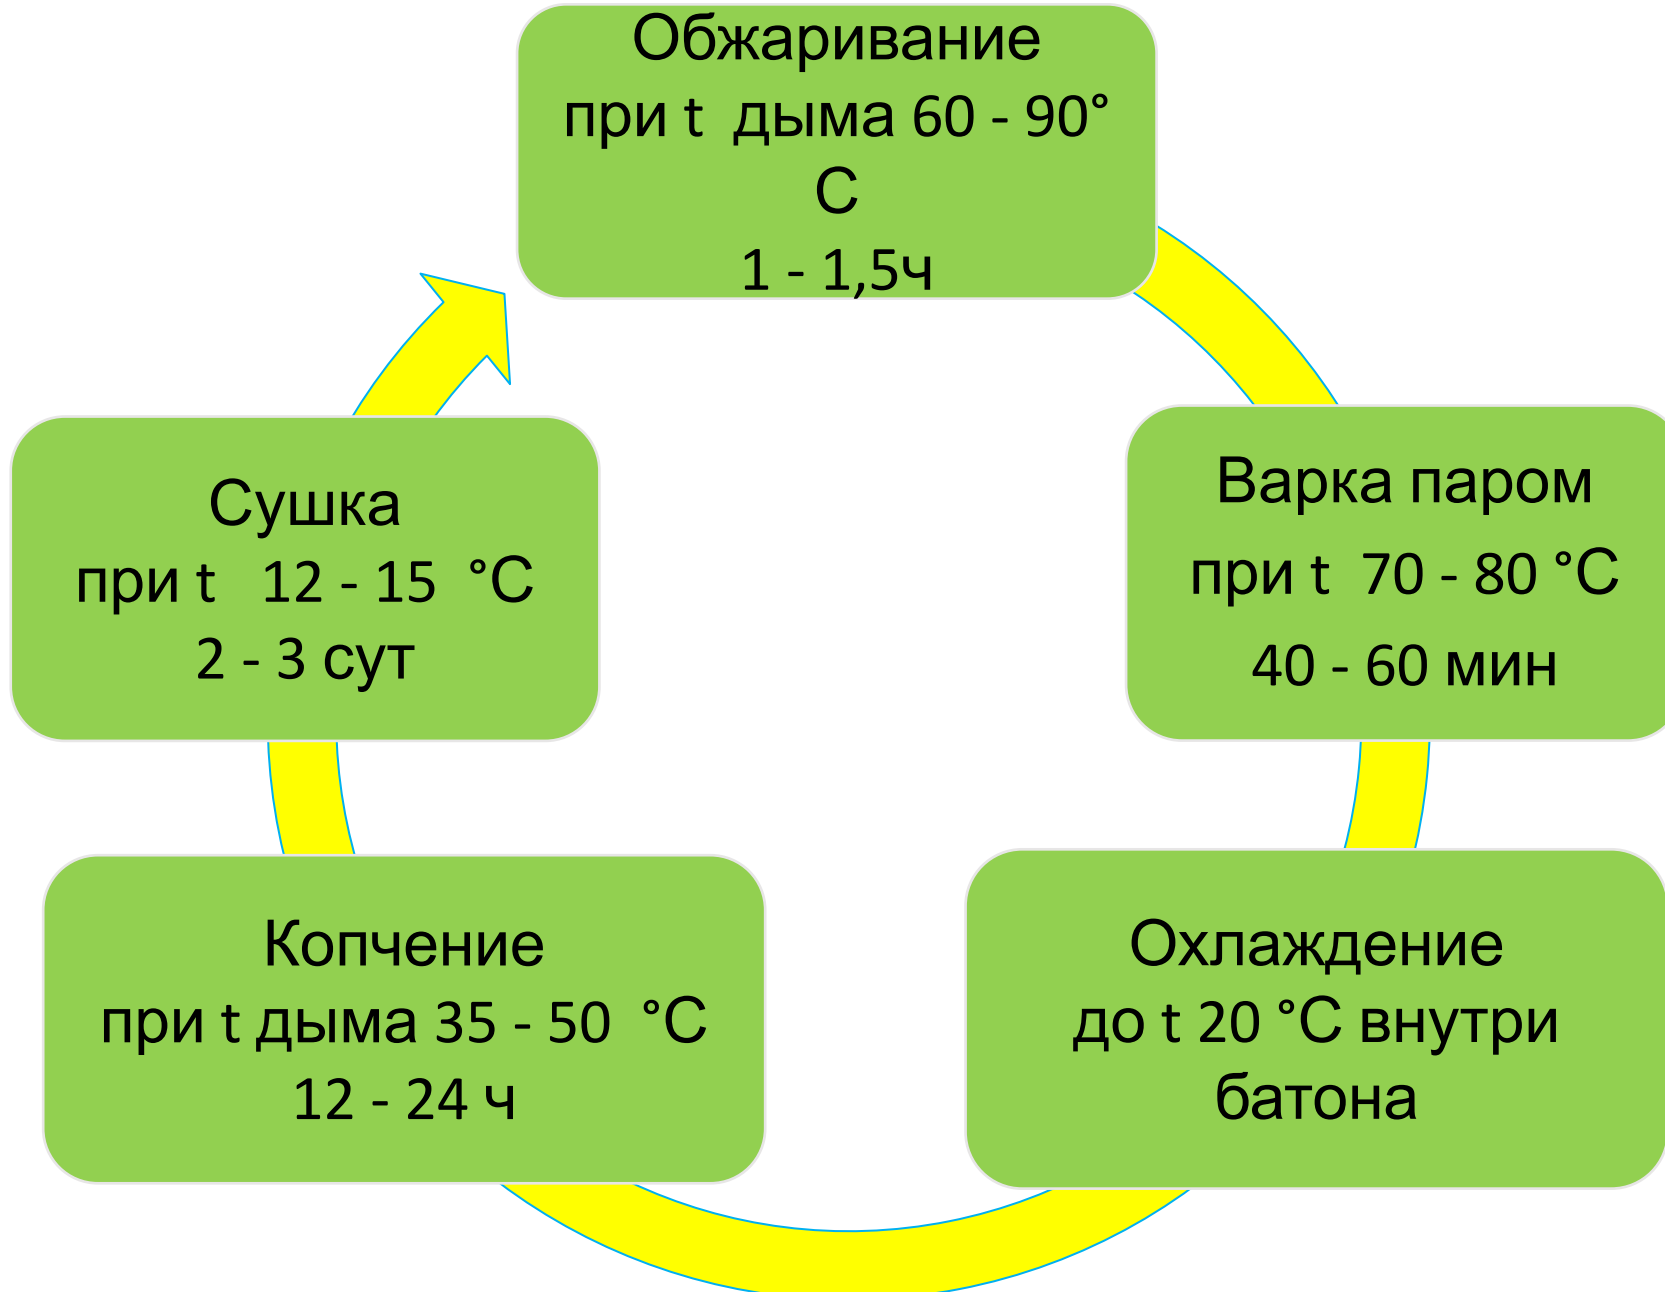 Обжаривание
при t дыма 60 - 90°
С
1 - 1,5ч
Варка паром
при t 70 - 80 °С
40 - 60 мин
Охлаждение
до t 20 °С внутри
батона
Копчение
при t дыма 35 - 50 °С
12 - 24 ч
Сушка
при t 12 - 15 °С
2 - 3 сут